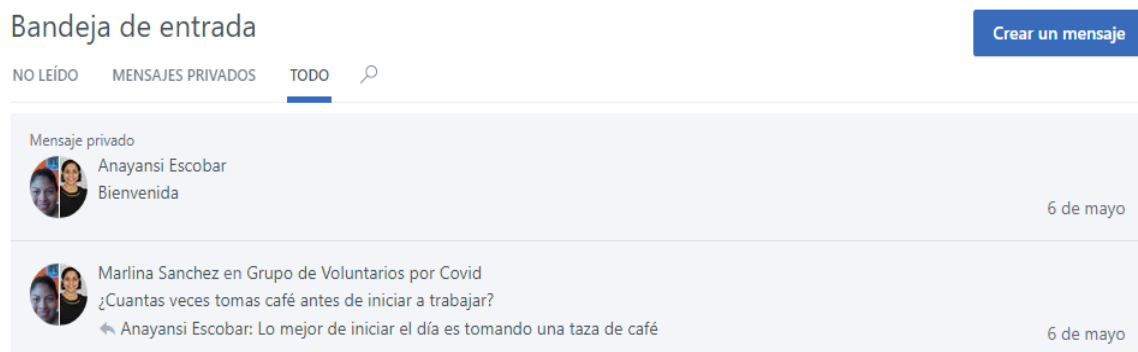 Bandeja de entrada
Crear un mensaje
NO LEÍDO MENSAJES PRIVADOS TODO
Mensaje privado
Anayansi Escobar
Bienvenida
6 de mayo
Marlina Sanchez en Grupo de Voluntarios por Covid
¿Cuantas veces tomas café antes de iniciar a trabajar?
Anayansi Escobar: Lo mejor de iniciar el día es tomando una taza de café
6 de mayo